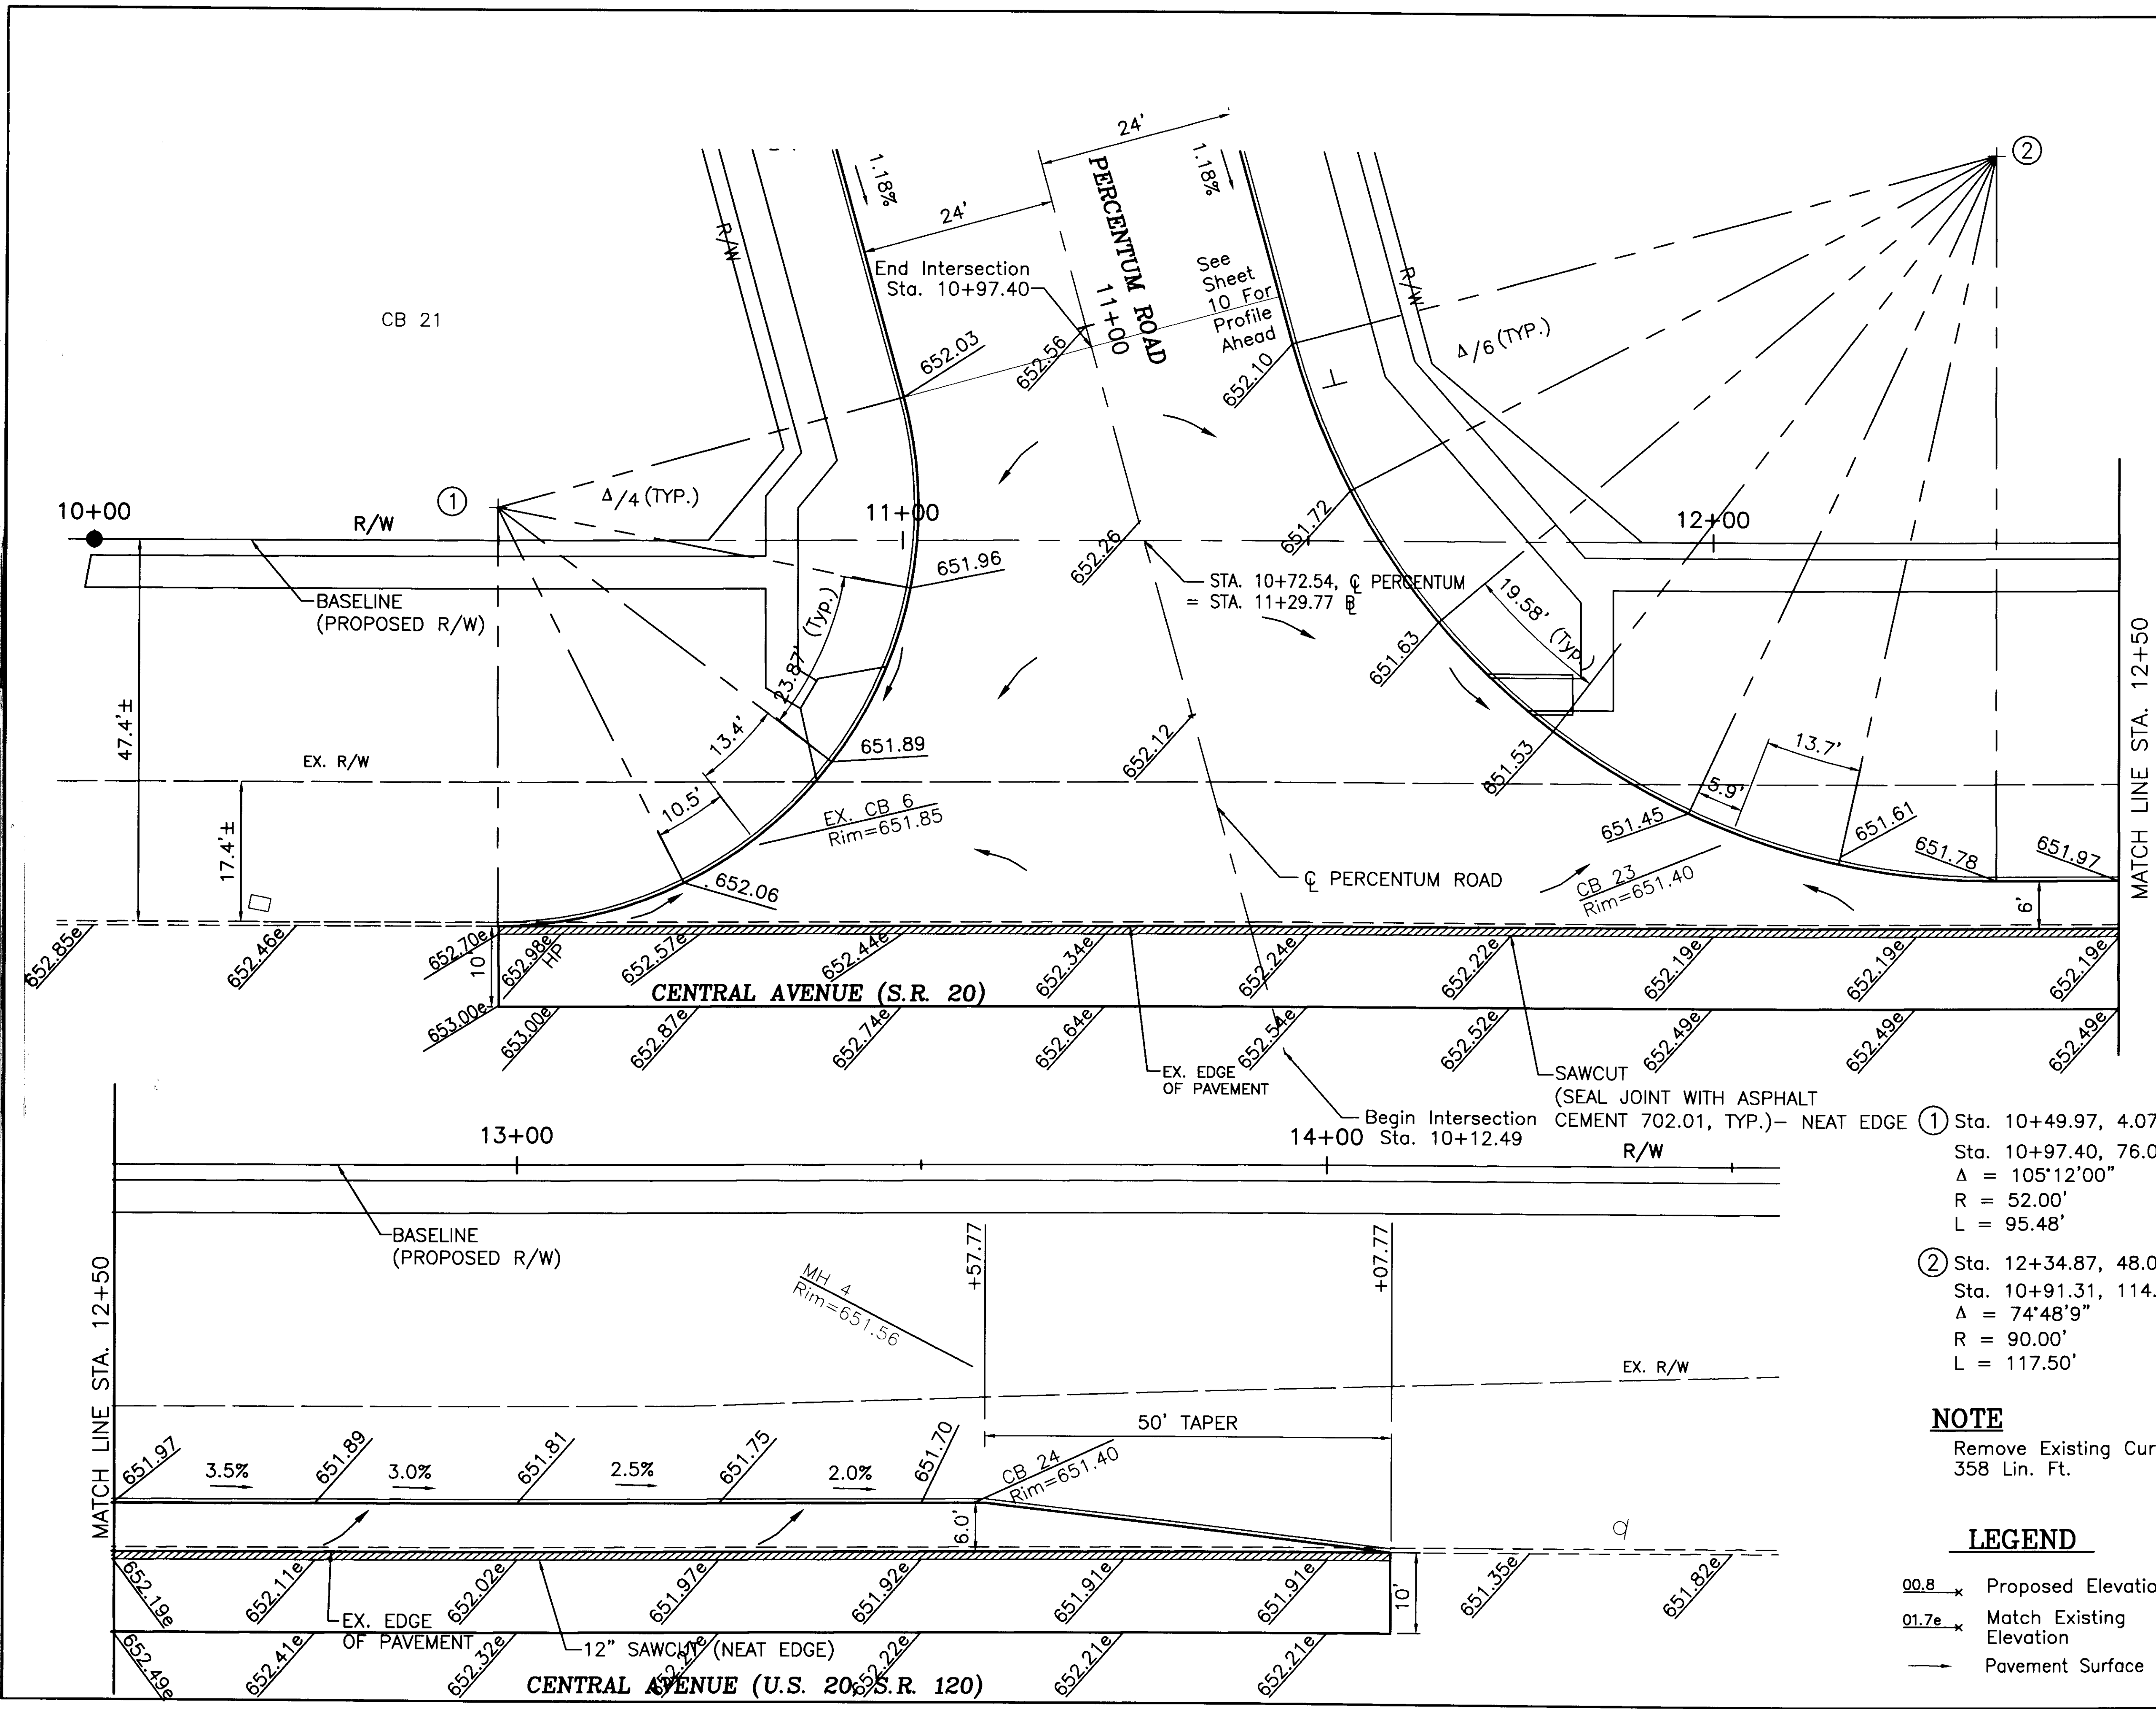 24'
1.18%
PERCENTUM ROAD
1.18%
2
24'
R/W
End Intersection
Sta. 10+97.40
11+00
See
Sheet
10 For
Profile
Ahead
R/W
CB 21
652.03
652.56
652.10
Δ/6 (TYP.)
1
Δ/4 (TYP.)
10+00
R/W
11+00
12+00
651.72
652.26
651.96
BASELINE
(PROPOSED R/W)
STA. 10+72.54, ℄ PERCENTUM
= STA. 11+29.77 B
L
23.87' (Typ.)
19.58' (Typ.)
651.63
MATCH LINE STA. 12+50
47.4'±
13.4'
651.89
652.12
651.53
13.7'
EX. R/W
10.5'
5.9'
EX. CB 6
Rim=651.85
651.45
651.61
17.4'±
651.78
651.97
652.06
℄ PERCENTUM ROAD
CB 23
Rim=651.40
6'
652.85e
652.46e
652.70e
10'
652.98e
HP
652.57e
652.44e
652.34e
652.24e
652.22e
652.19e
652.19e
652.19e
CENTRAL AVENUE (S.R. 20)
653.00e
653.00e
652.87e
652.74e
652.64e
652.54e
652.52e
652.49e
652.49e
652.49e
EX. EDGE
OF PAVEMENT
SAWCUT
(SEAL JOINT WITH ASPHALT
CEMENT 702.01, TYP.)– NEAT EDGE
Begin Intersection
Sta. 10+12.49
1 Sta. 10+49.97, 4.07
Sta. 10+97.40, 76.0
Δ = 105°12'00"
R = 52.00'
L = 95.48'
2 Sta. 12+34.87, 48.0
Sta. 10+91.31, 114.
Δ = 74°48'9"
R = 90.00'
L = 117.50'
13+00
14+00
R/W
BASELINE
(PROPOSED R/W)
MATCH LINE STA. 12+50
+57.77
+07.77
MH 4
Rim=651.56
EX. R/W
50' TAPER
651.97
3.5%
651.89
3.0%
651.81
2.5%
651.75
2.0%
651.70
CB 24
Rim=651.40
6.0'
652.19e
652.11e
652.02e
651.97e
651.92e
651.91e
651.91e
10'
651.35e
651.82e
EX. EDGE
OF PAVEMENT
12" SAWCUT (NEAT EDGE)
652.49e
652.41e
652.32e
652.27e
652.22e
652.21e
652.21e
CENTRAL AVENUE (U.S. 20, S.R. 120)
NOTE
Remove Existing Cur
358 Lin. Ft.
LEGEND
00.8 x Proposed Elevatio
01.7e x Match Existing
Elevation
Pavement Surface